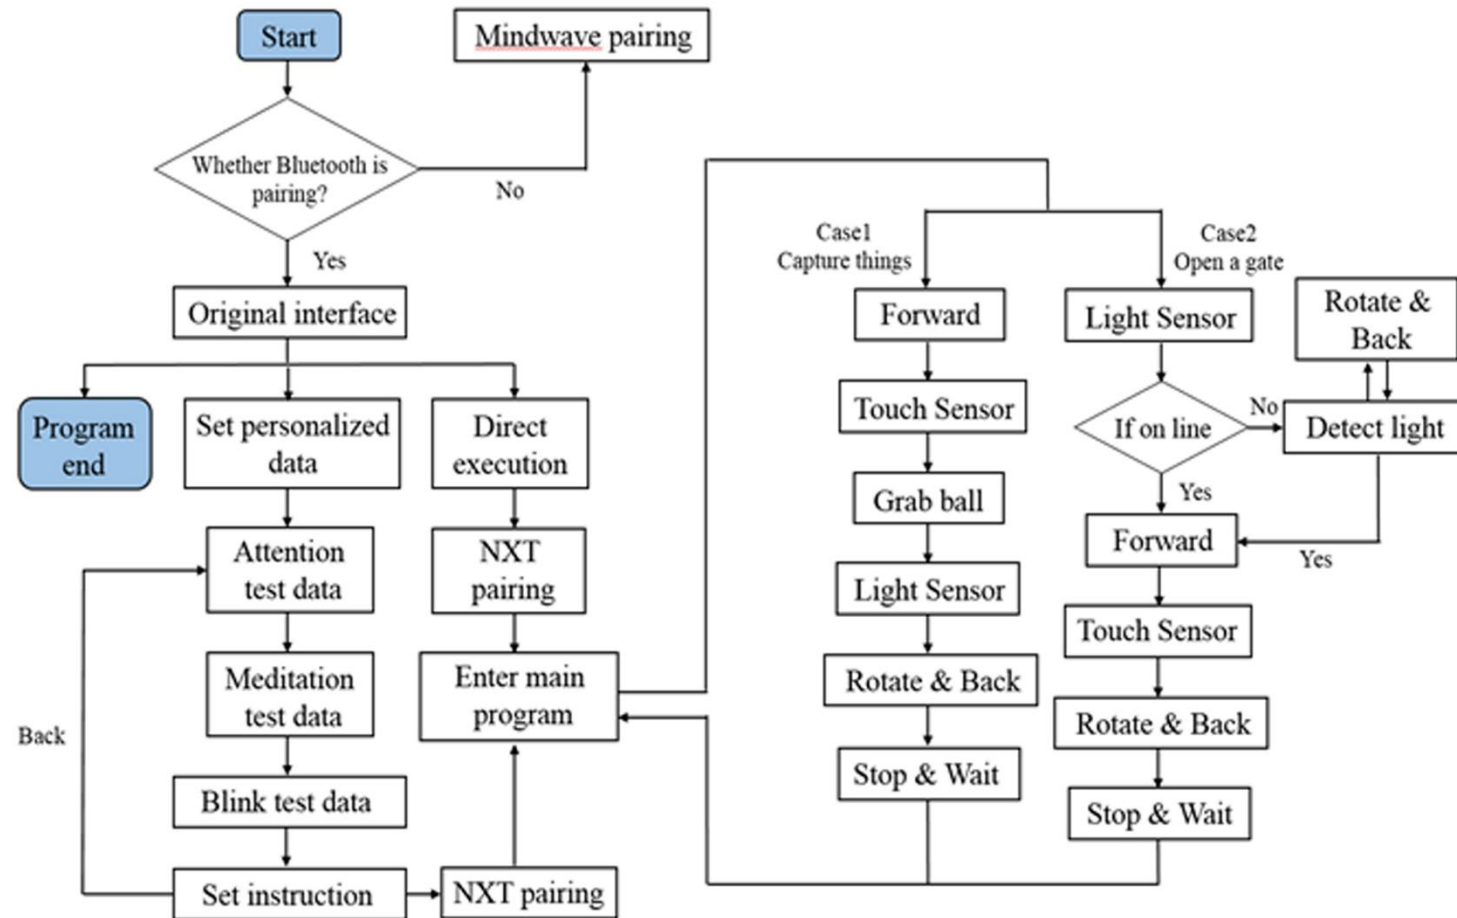 Start
Mindwave pairing
Whether Bluetooth is
pairing?
No
Yes
Original interface
Program
end
Set personalized
data
Direct
execution
Attention
test data
NXT
pairing
Meditation
test data
Enter main
program
Back
Blink test data
Set instruction
NXT pairing
Case1
Capture things
Forward
Touch Sensor
Grab ball
Light Sensor
Rotate & Back
Stop & Wait
Case2
Open a gate
Light Sensor
Rotate &
Back
If on line
No
Detect light
Yes
Forward
Yes
Touch Sensor
Rotate & Back
Stop & Wait